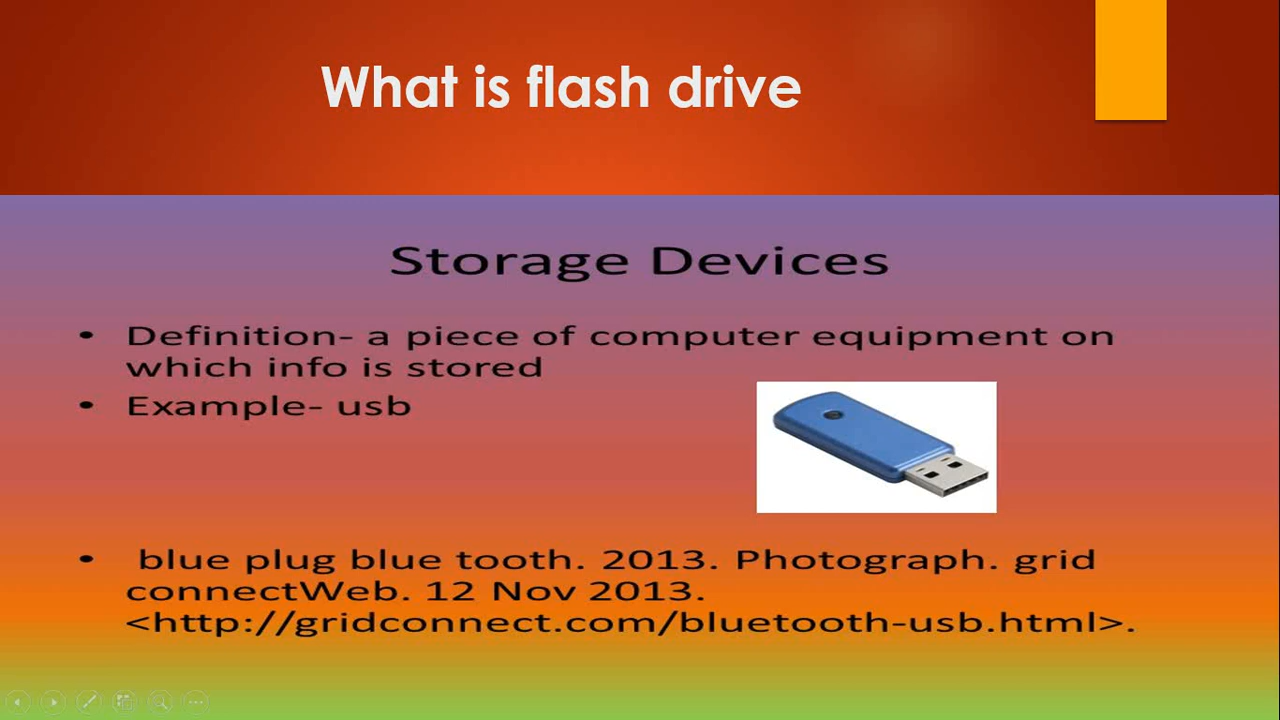 What is flash drive
Storage Devices
• Definition- a piece of computer equipment on
which info is stored
• Example- usb
• blue plug blue tooth. 2013. Photograph. grid
connectWeb. 12 Nov 2013.
<http://gridconnect.com/bluetooth-usb.html>.